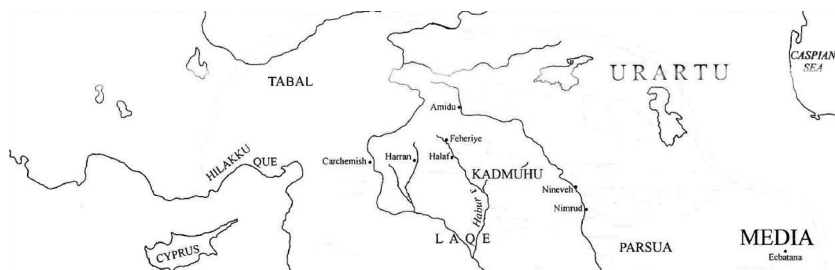 CASPIAN
SEA
URARTU
TABAL
Amidu
Feheriye
HILAKKU
QUE
Carchemish
Harran
Halaf
KADMUHU
Nineveh
Habur
Nimrud
LAQE
PARSUA
MEDIA
Ecbatana
CYPRUS